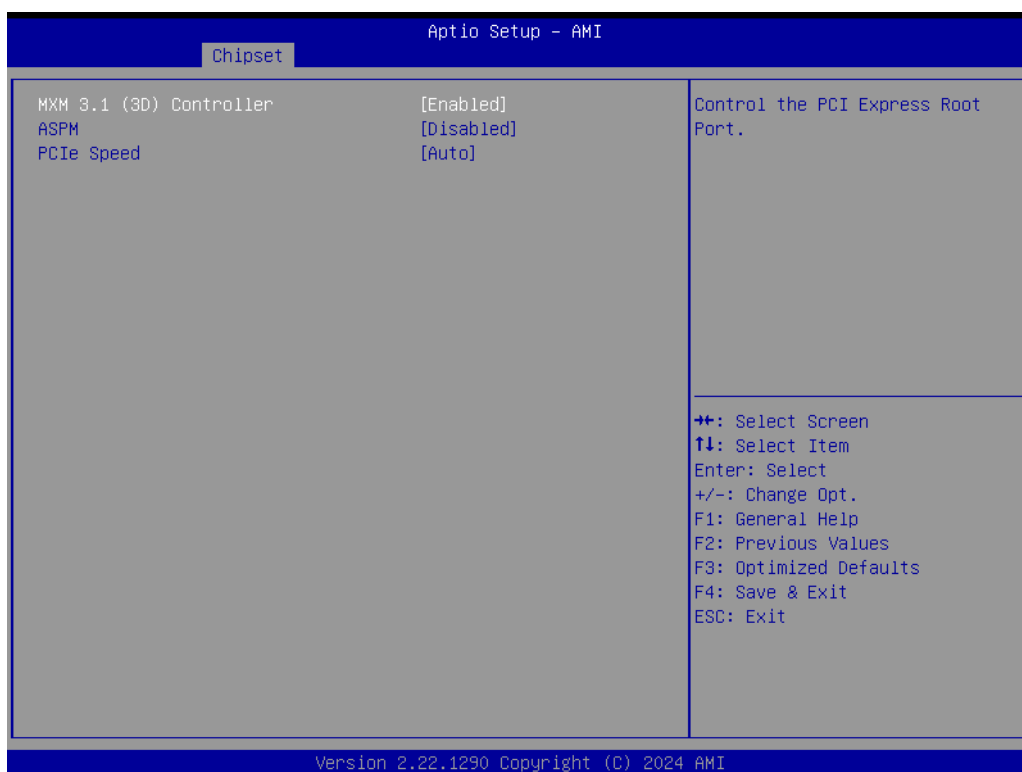 Aptio Setup - AMI
Chipset
MXM 3.1 (3D) Controller [Enabled]
ASPM [Disabled]
PCIe Speed [Auto]
Control the PCI Express Root
Port.
→←: Select Screen
↑↓: Select Item
Enter: Select
+/-: Change Opt.
F1: General Help
F2: Previous Values
F3: Optimized Defaults
F4: Save & Exit
ESC: Exit
Version 2.22.1290 Copyright (C) 2024 AMI